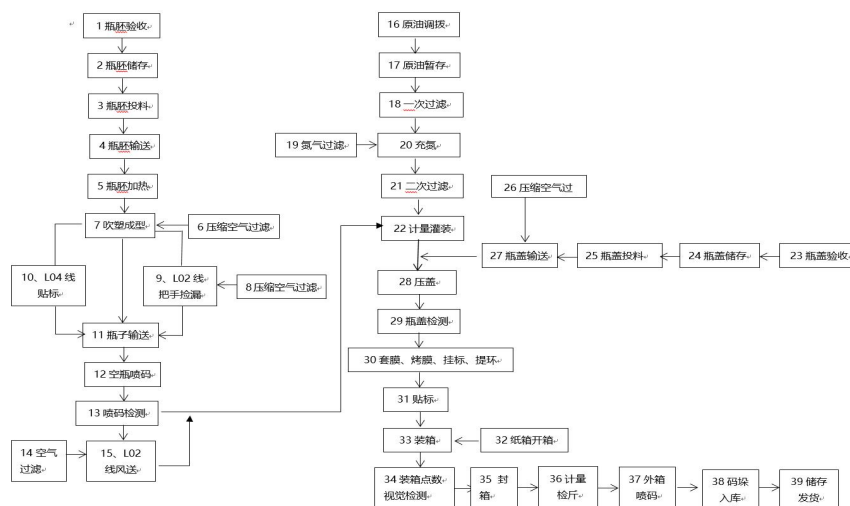 1 瓶胚验收
2 瓶胚储存
3 瓶胚投料
4 瓶胚输送
5 瓶胚加热
7 吹塑成型
6 压缩空气过滤
10、L04 线
贴标
9、L02 线
把手捡漏
8 压缩空气过滤
11 瓶子输送
12 空瓶喷码
13 喷码检测
14 空气
过滤
15、L02
线风送
16 原油调拨
17 原油暂存
18 一次过滤
19 氮气过滤
20 充氮
21 二次过滤
22 计量灌装
26 压缩空气过
27 瓶盖输送
25 瓶盖投料
24 瓶盖储存
23 瓶盖验收
28 压盖
29 瓶盖检测
30 套膜、烤膜、挂标、提环
31 贴标
33 装箱
32 纸箱开箱
34 装箱点数
视觉检测
35 封
箱
36 计量
检斤
37 外箱
喷码
38 码垛
入库
39 储存
发货